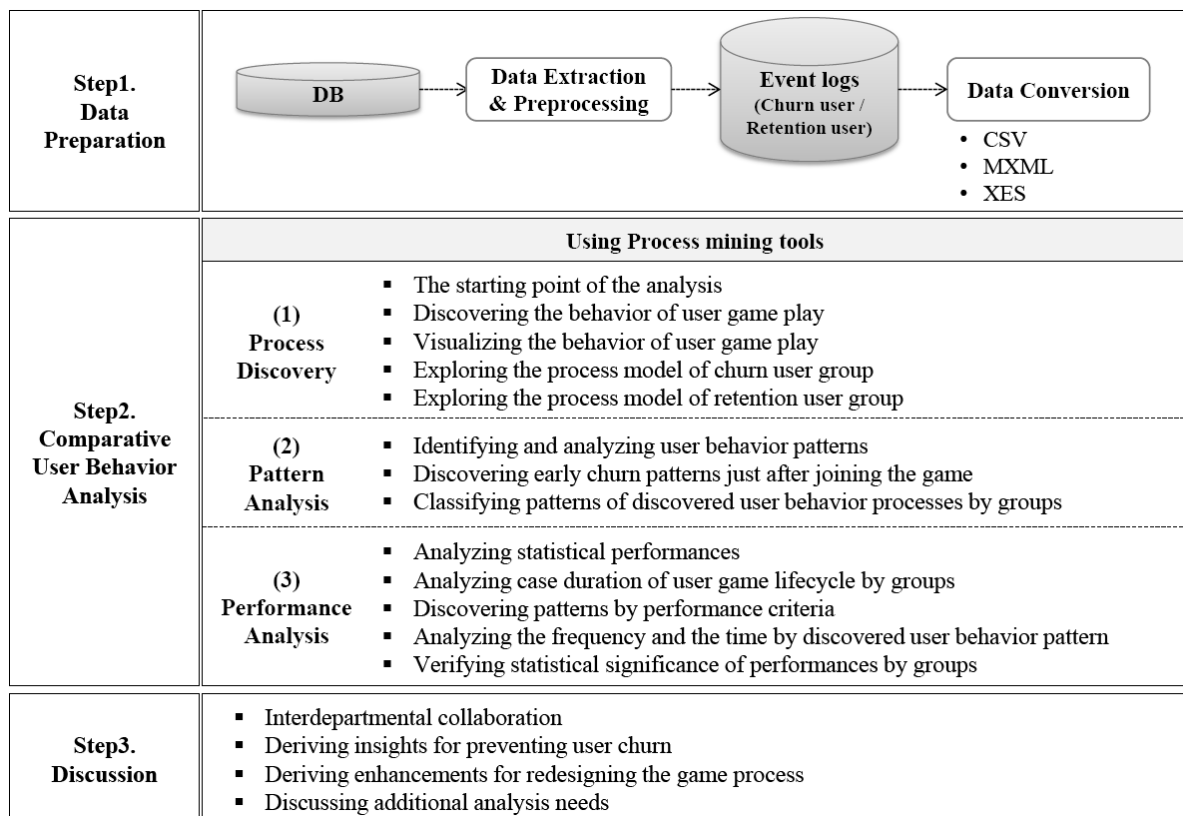 Step1.
Data
Preparation
DB
Data Extraction
& Preprocessing
Event logs
(Churn user /
Retention user)
Data Conversion
• CSV
• MXML
• XES
Step2.
Comparative
User Behavior
Analysis
Using Process mining tools
(1)
Process
Discovery
▪ The starting point of the analysis
▪ Discovering the behavior of user game play
▪ Visualizing the behavior of user game play
▪ Exploring the process model of churn user group
▪ Exploring the process model of retention user group
(2)
Pattern
Analysis
▪ Identifying and analyzing user behavior patterns
▪ Discovering early churn patterns just after joining the game
▪ Classifying patterns of discovered user behavior processes by groups
(3)
Performance
Analysis
▪ Analyzing statistical performances
▪ Analyzing case duration of user game lifecycle by groups
▪ Discovering patterns by performance criteria
▪ Analyzing the frequency and the time by discovered user behavior pattern
▪ Verifying statistical significance of performances by groups
Step3.
Discussion
▪ Interdepartmental collaboration
▪ Deriving insights for preventing user churn
▪ Deriving enhancements for redesigning the game process
▪ Discussing additional analysis needs